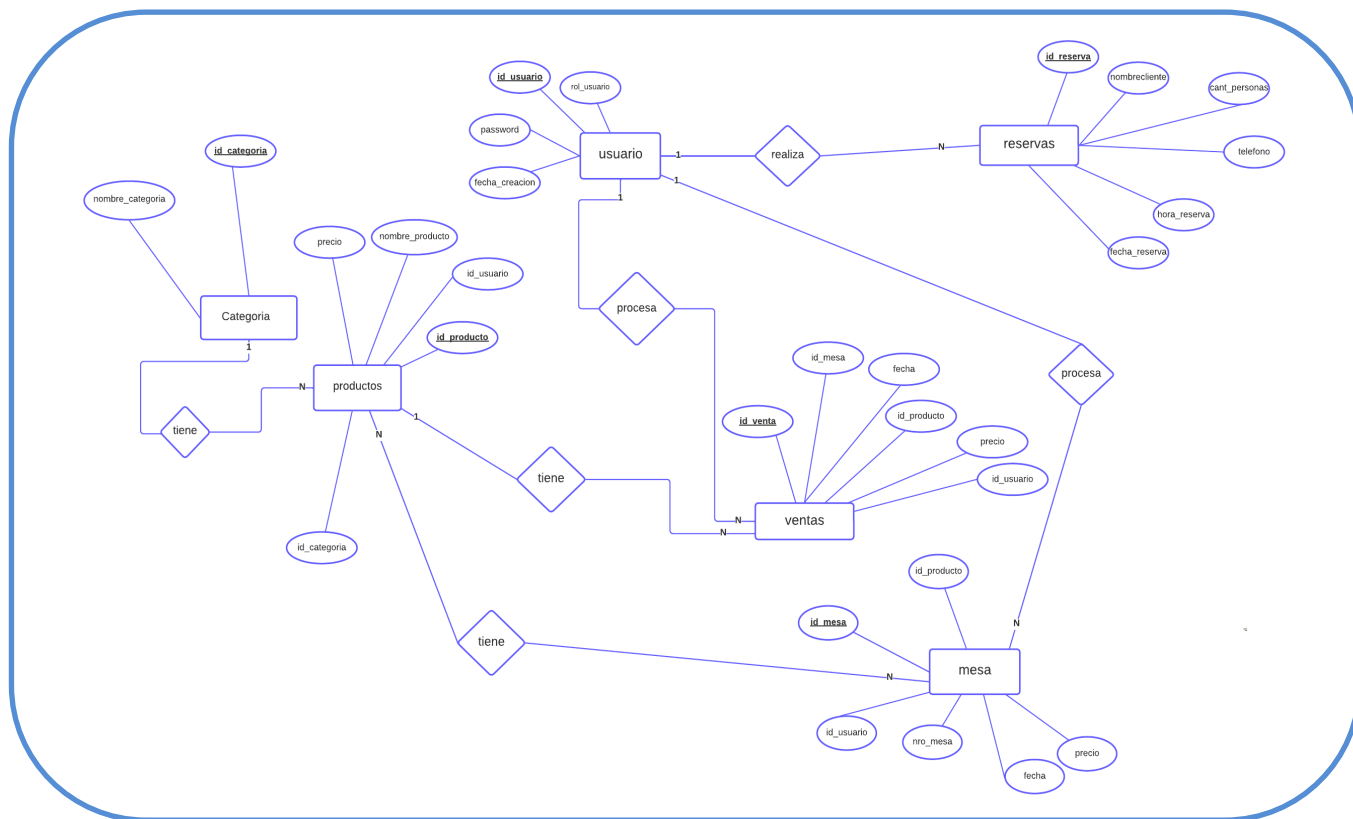 id_reserva
nombrecliente
id_usuario
rol_usuario
cant_personas
password
usuario
1
realiza
N
reservas
telefono
id_categoria
fecha_creacion
1
1
nombre_categoria
hora_reserva
precio
nombre_producto
fecha_reserva
id_usuario
Categoria
procesa
id_producto
1
id_mesa
fecha
procesa
N
productos
1
id_producto
id_venta
tiene
N
precio
tiene
id_usuario
N
ventas
N
id_categoria
id_producto
id_mesa
N
tiene
mesa
N
id_usuario
nro_mesa
precio
fecha